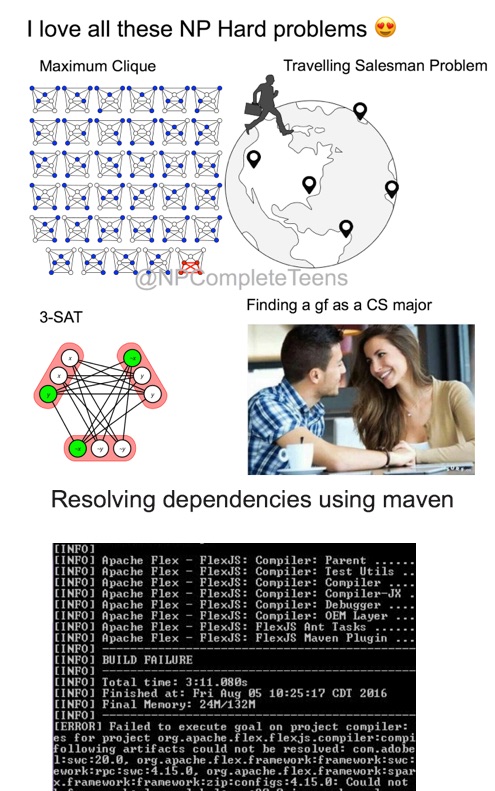 I love all these NP Hard problems 😍
Maximum Clique
Travelling Salesman Problem
@NPCompleteTeens
3-SAT
Finding a gf as a CS major
x
x
y
¬x
y
y
¬x
¬y
¬y
Resolving dependencies using maven
[INFO]
[INFO] Apache Flex - FlexJS: Compiler: Parent ......
[INFO] Apache Flex - FlexJS: Compiler: Test Utils ..
[INFO] Apache Flex - FlexJS: Compiler: Compiler ....
[INFO] Apache Flex - FlexJS: Compiler: Compiler-JX .
[INFO] Apache Flex - FlexJS: Compiler: Debugger ....
[INFO] Apache Flex - FlexJS: Compiler: OEM Layer ...
[INFO] Apache Flex - FlexJS: FlexJS Ant Tasks ......
[INFO] Apache Flex - FlexJS: FlexJS Maven Plugin ...
[INFO] ------------------------------------------------
[INFO] BUILD FAILURE
[INFO] ------------------------------------------------
[INFO] Total time: 3:11.080s
[INFO] Finished at: Fri Aug 05 10:25:17 CDT 2016
[INFO] Final Memory: 24M/132M
[INFO] ------------------------------------------------
[ERROR] Failed to execute goal on project compiler:
es for project org.apache.flex.flexjs.compiler:compi
following artifacts could not be resolved: com.adobe
l:swc:20.0, org.apache.flex.framework:framework:swc:
ework:rpc:swc:4.15.0, org.apache.flex.framework:spar
x.framework:framework:zip:configs:4.15.0: Could not